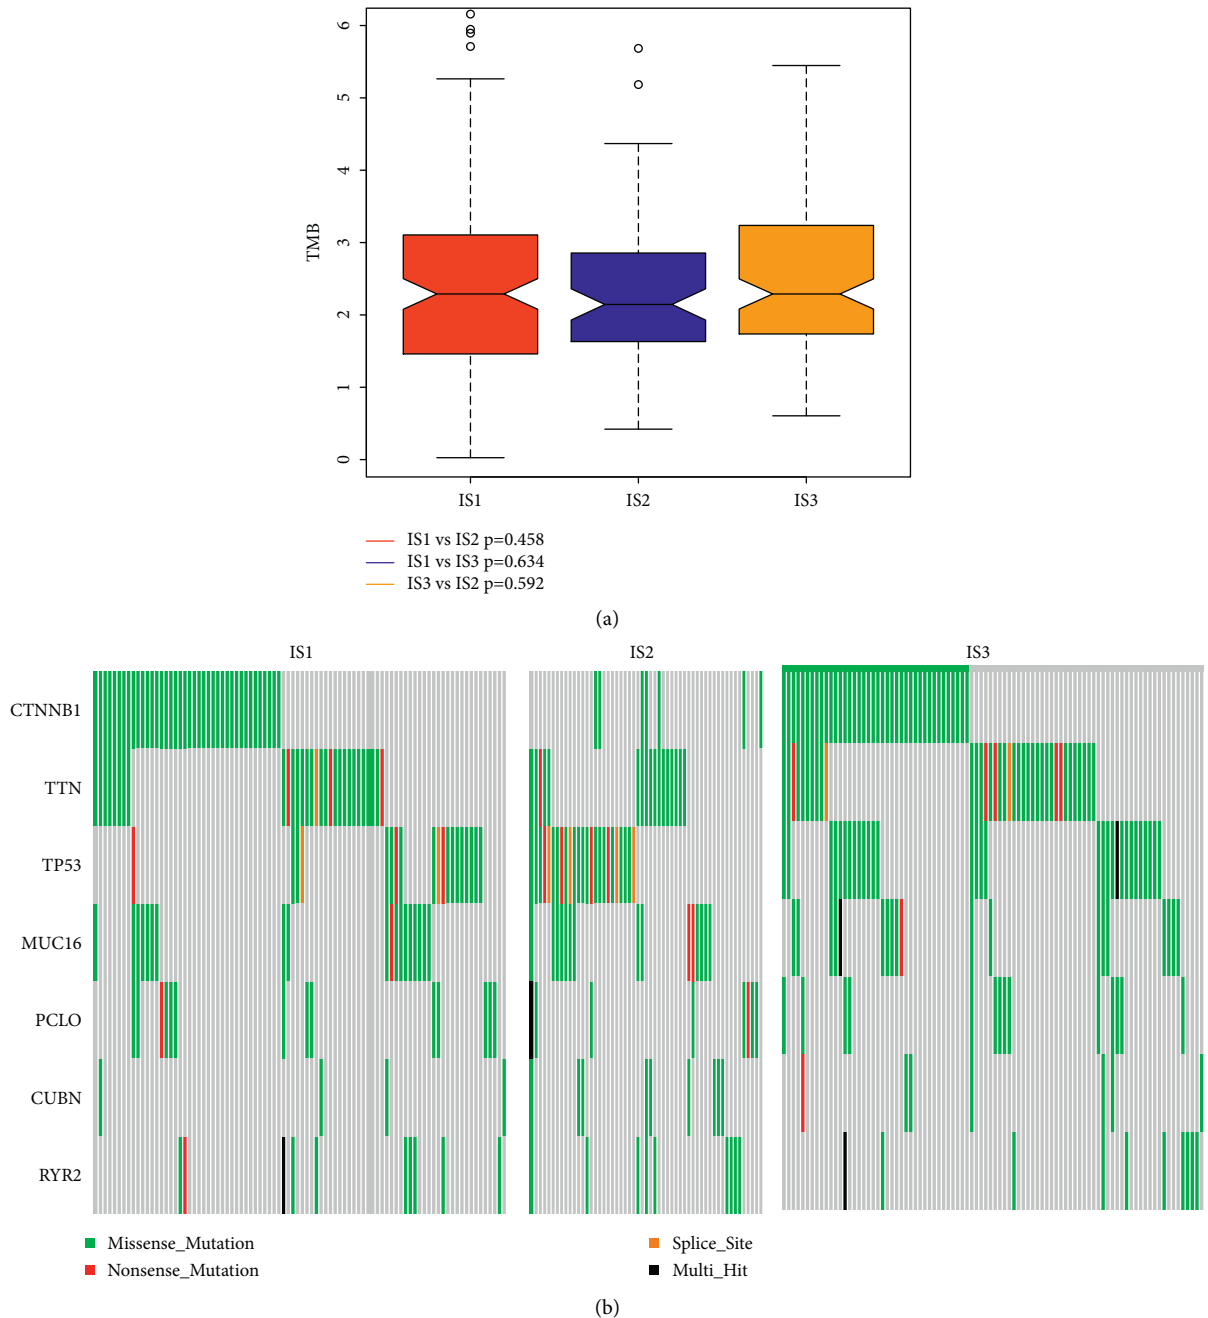 6
5
4
3
2
1
0
TMB
IS1 IS2 IS3
IS1 vs IS2 p=0.458
IS1 vs IS3 p=0.634
IS3 vs IS2 p=0.592
(a)
IS1 IS2 IS3
CTNNB1
TTN
TP53
MUC16
PCLO
CUBN
RYR2
Missense_Mutation Splice_Site
Nonsense_Mutation Multi_Hit
(b)